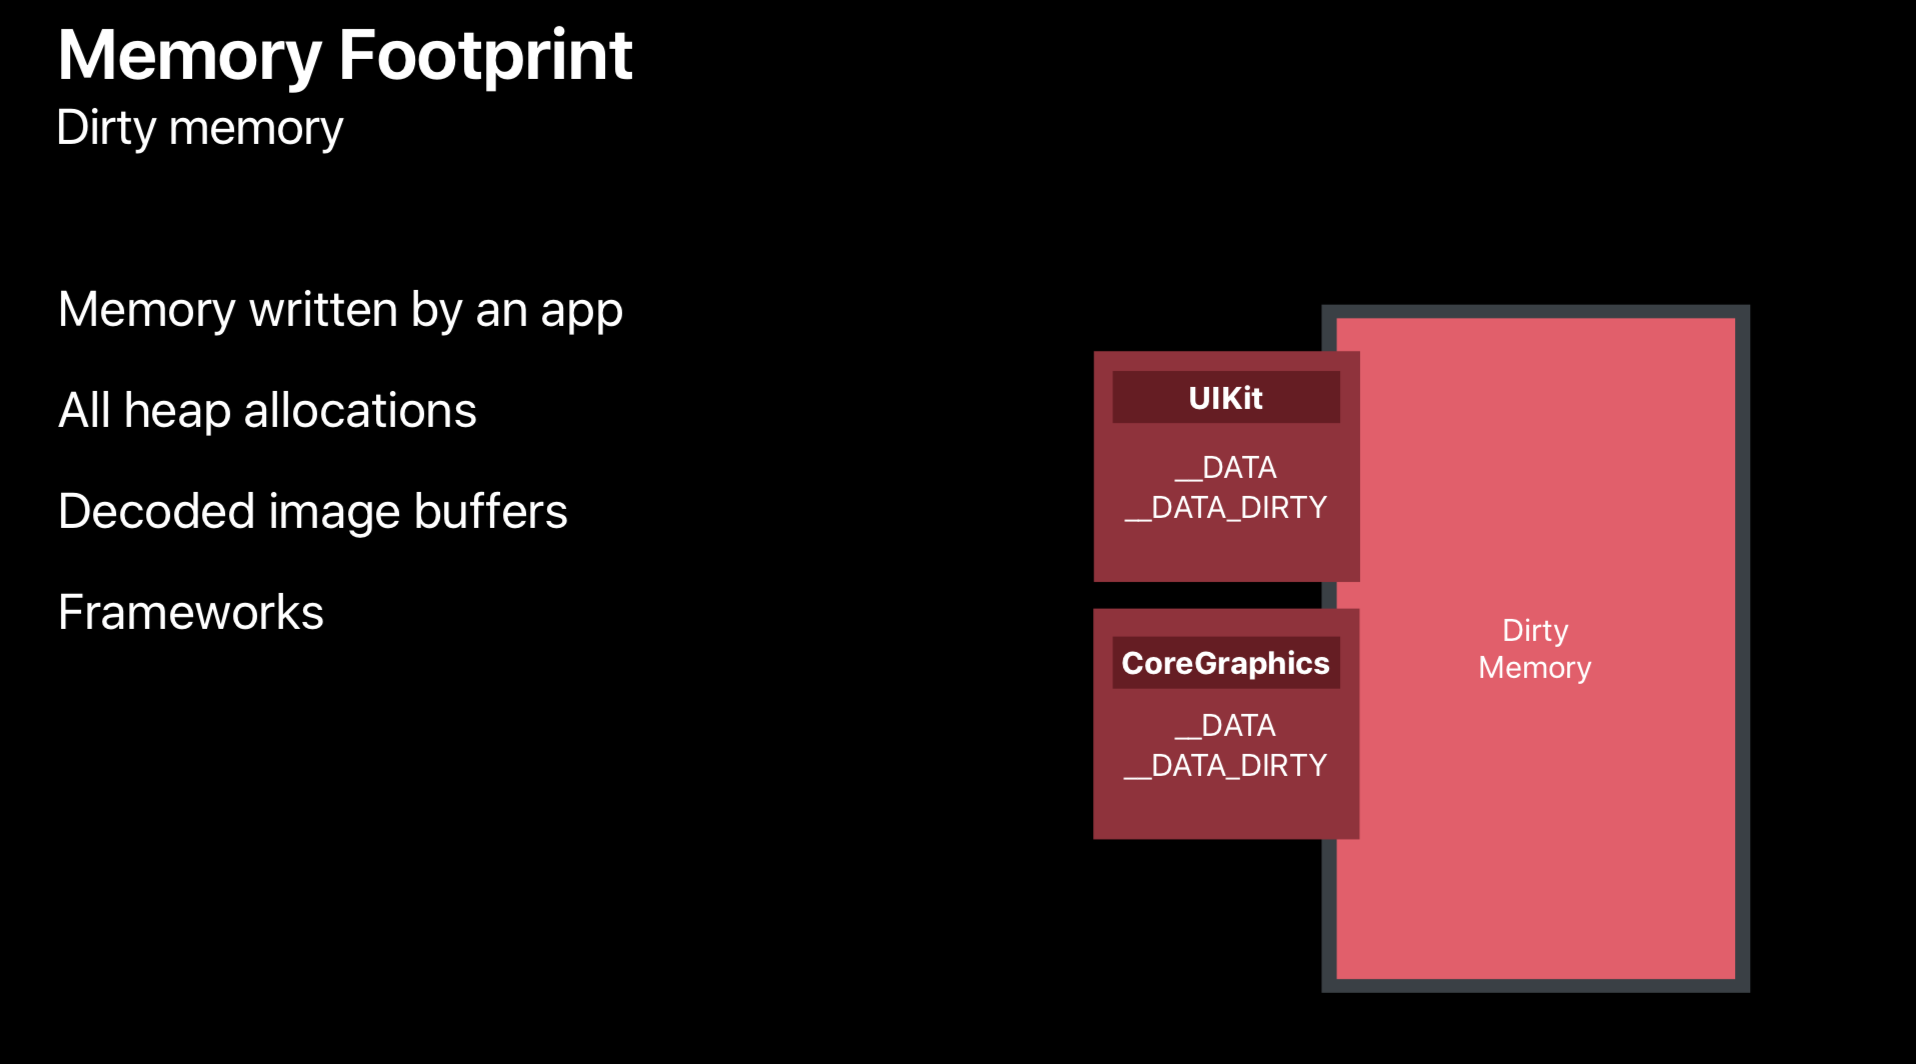 Memory Footprint
Dirty memory
Memory written by an app
All heap allocations
Decoded image buffers
Frameworks
UIKit
__DATA
__DATA_DIRTY
CoreGraphics
__DATA
__DATA_DIRTY
Dirty
Memory